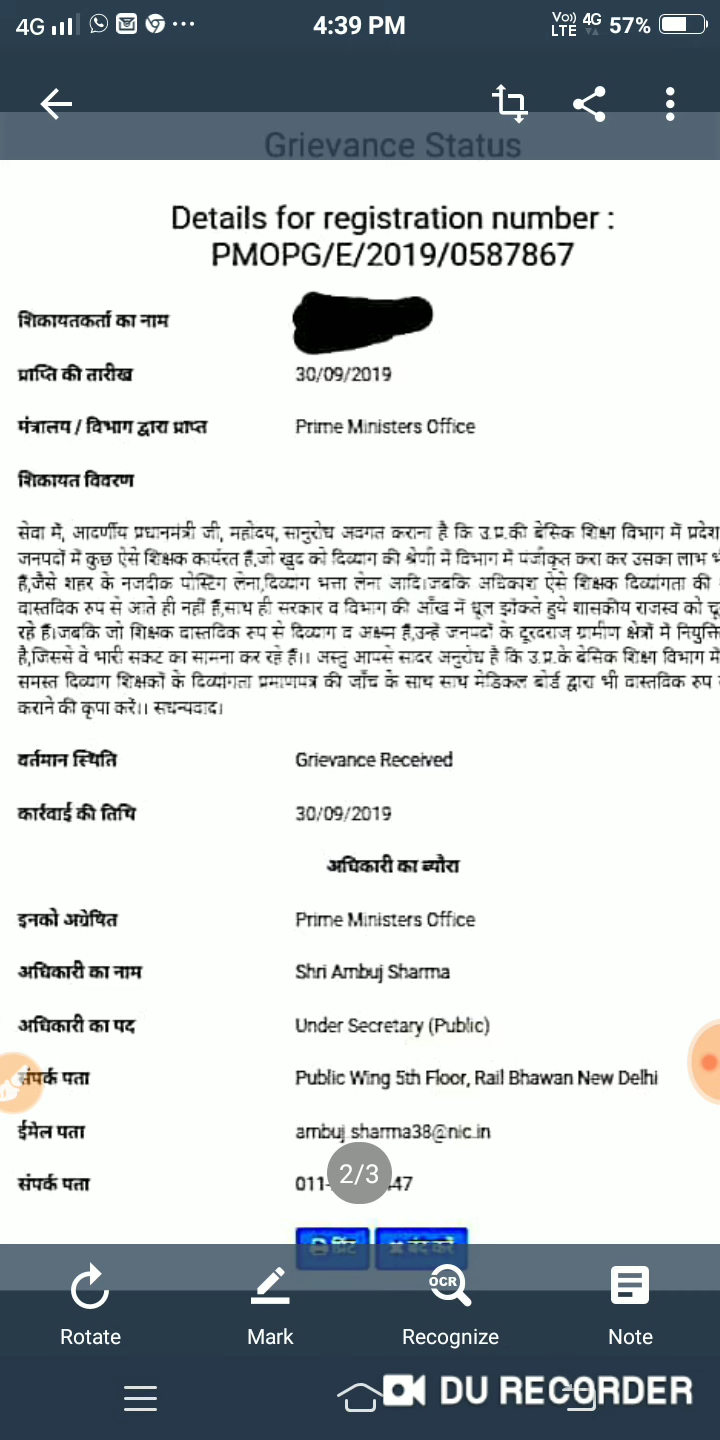 4G
Vo)) 4G
LTE
4:39 PM
57%
Grievance Status
Details for registration number :
PMOPG/E/2019/0587867
शिकायतकर्ता का नाम
प्राप्ति की तारीख 30/09/2019
मंत्रालय / विभाग द्वारा प्राप्त Prime Ministers Office
शिकायत विवरण
सेवा में, आदर्णीय प्रधानमंत्री जी, महोदय, सानुरोध अवगत कराना है कि उ.प्र.की बेसिक शिक्षा विभाग में प्रदेश
जनपदों में कुछ ऐसे शिक्षक कार्यरत हैं,जो खुद को दिव्याग की श्रेणी में विभाग में पंजीकृत करा कर उसका लाभ
हैं,जैसे शहर के नजदीक पोस्टिंग लेना,दिव्यांग भत्ता लेना आदि।जबकि अधिकाश ऐसे शिक्षक दिव्यांगता की
वास्तविक रुप से आते ही नहीं हैं,साथ ही सरकार व विभाग की आँख में धूल झोंकते हुये शासकीय राजस्व को
रहे हैं।जबकि जो शिक्षक वास्तविक रूप से दिव्याग व अक्षम हैं,उन्हें जनपदों के दूरदराज ग्रामीण क्षेत्रों में
है,जिससे वे भारी सकट का सामना कर रहे हैं।। अस्तु आपसे सादर अनुरोध है कि उ.प्र.के बेसिक शिक्षा विभाग में
समस्त दिव्याग शिक्षकों के दिव्यांगता प्रमाणपत्र की जाँच के साथ साथ मेडिकल बोर्ड द्वारा भी वास्तविक रुप
कराने की कृपा करें।। सधन्यवाद।
वर्तमान स्थिति Grievance Received
कार्रवाई की तिथि 30/09/2019
अधिकारी का ब्यौरा
इनको अग्रेषित Prime Ministers Office
अधिकारी का नाम Shri Ambuj Sharma
अधिकारी का पद Under Secretary (Public)
संपर्क पता Public Wing 5th Floor, Rail Bhawan New Delhi
ईमेल पता ambuj.sharma38@nic.in
संपर्क पता 011- 47
2/3
प्रिंट बंद करें
OCR
Rotate Mark Recognize Note
DU RECORDER